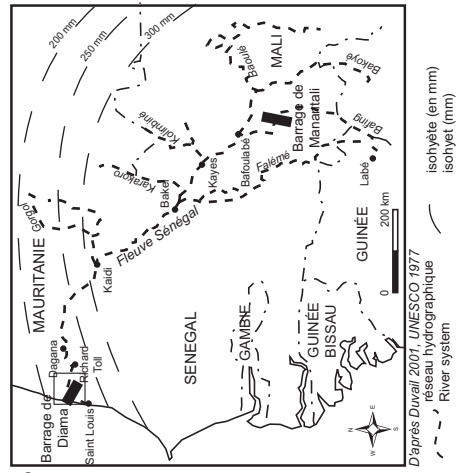 200 mm
250 mm
300 mm
MAURITANIE
Gorgol
Barrage de
Diama
Dagana
Richard
Toll
Saint Louis
Kaidi
Fleuve Sénégal
Karakoro
Kolimbiné
Bakel
Kayes
Bafoulabé
Baoulé
MALI
Bakoyé
Barrage de
Manantali
Falémé
Bafing
Labé
SENEGAL
GAMBIE
GUINÉE
BISSAU
GUINÉE
0
200 km
N
E
S
W
D'après Duvail 2001, UNESCO 1977
réseau hydrographique
River system
isohyète (en mm)
isohyet (mm)